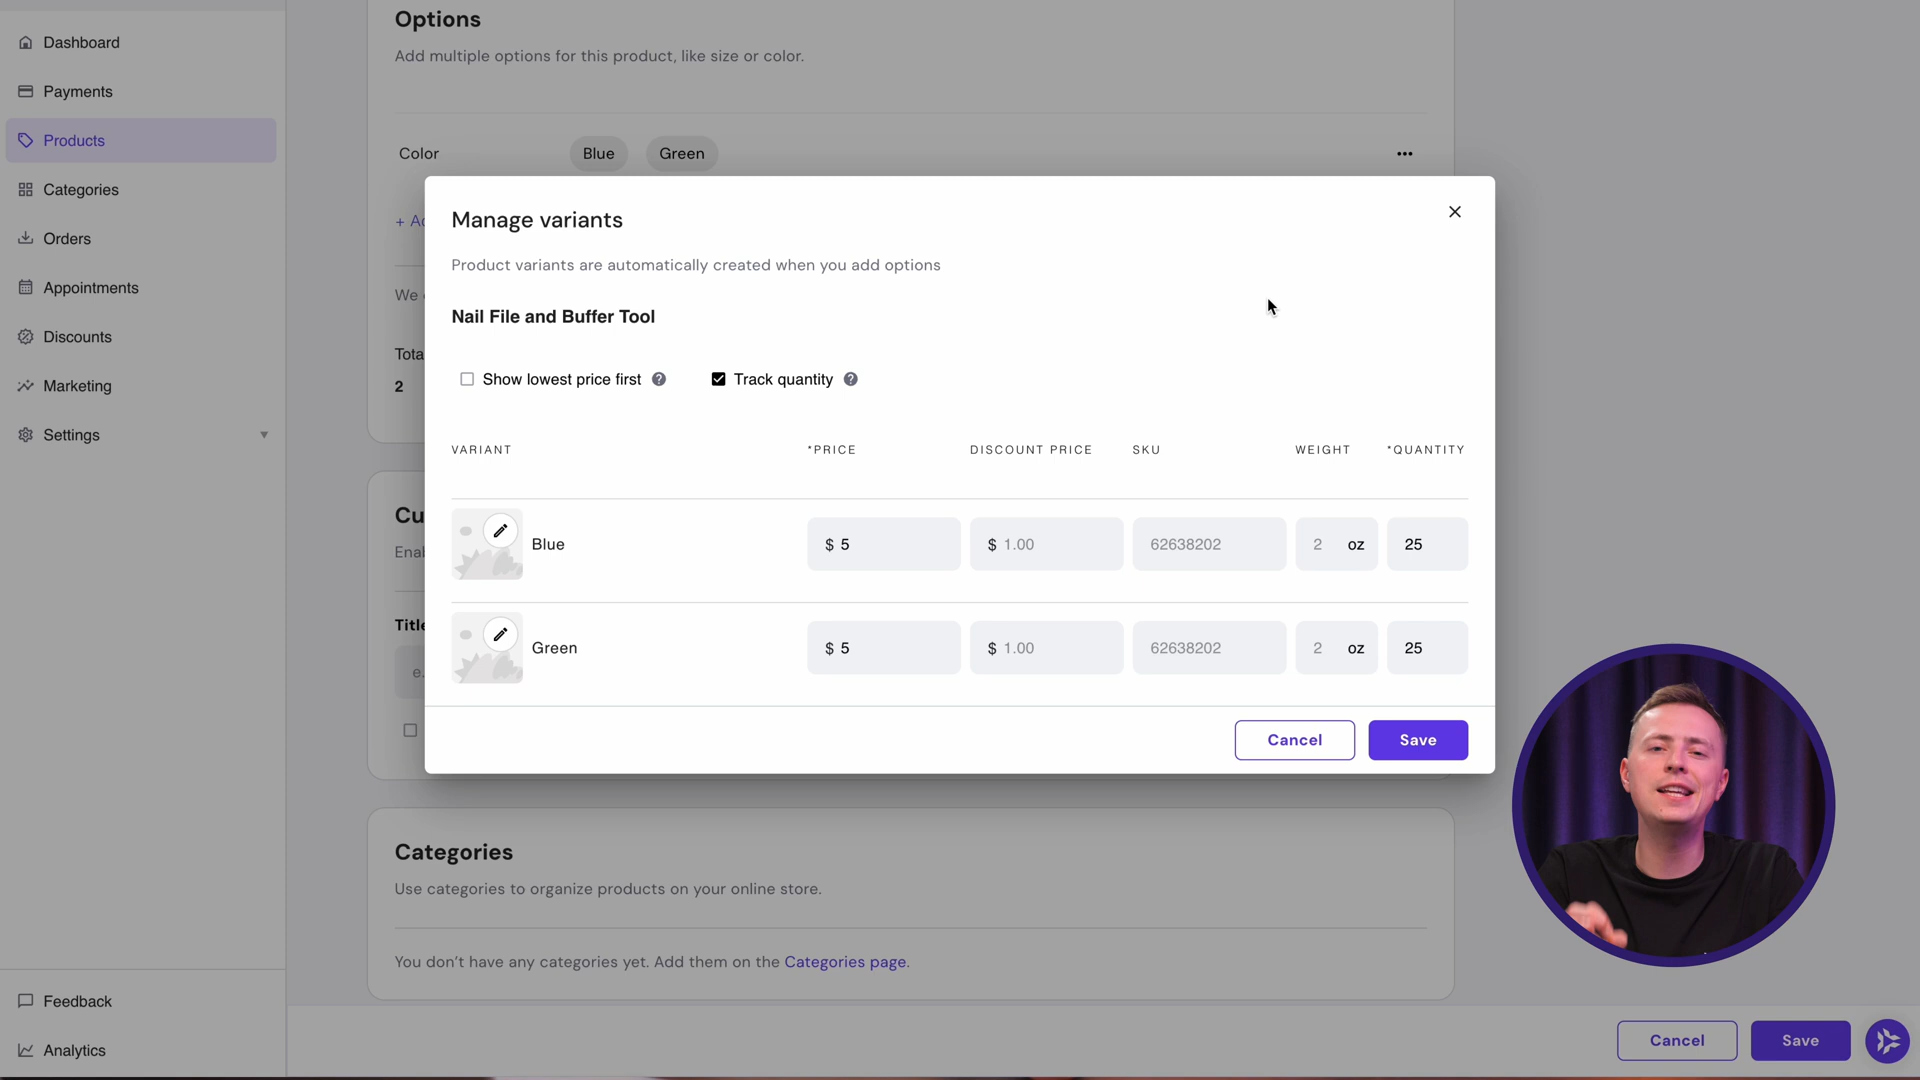 Options
Add multiple options for this product, like size or color.
Dashboard
Payments
Products
Categories
Orders
Appointments
Discounts
Marketing
Settings
Feedback
Analytics
Color Blue Green
Manage variants
Product variants are automatically created when you add options
Nail File and Buffer Tool
Show lowest price first ? Track quantity ?
VARIANT *PRICE DISCOUNT PRICE SKU WEIGHT *QUANTITY
Blue $ 5 $ 1.00 62638202 2 oz 25
Green $ 5 $ 1.00 62638202 2 oz 25
Cancel Save
We
2
Categories
Use categories to organize products on your online store.
You don’t have any categories yet. Add them on the Categories page.
Cancel Save